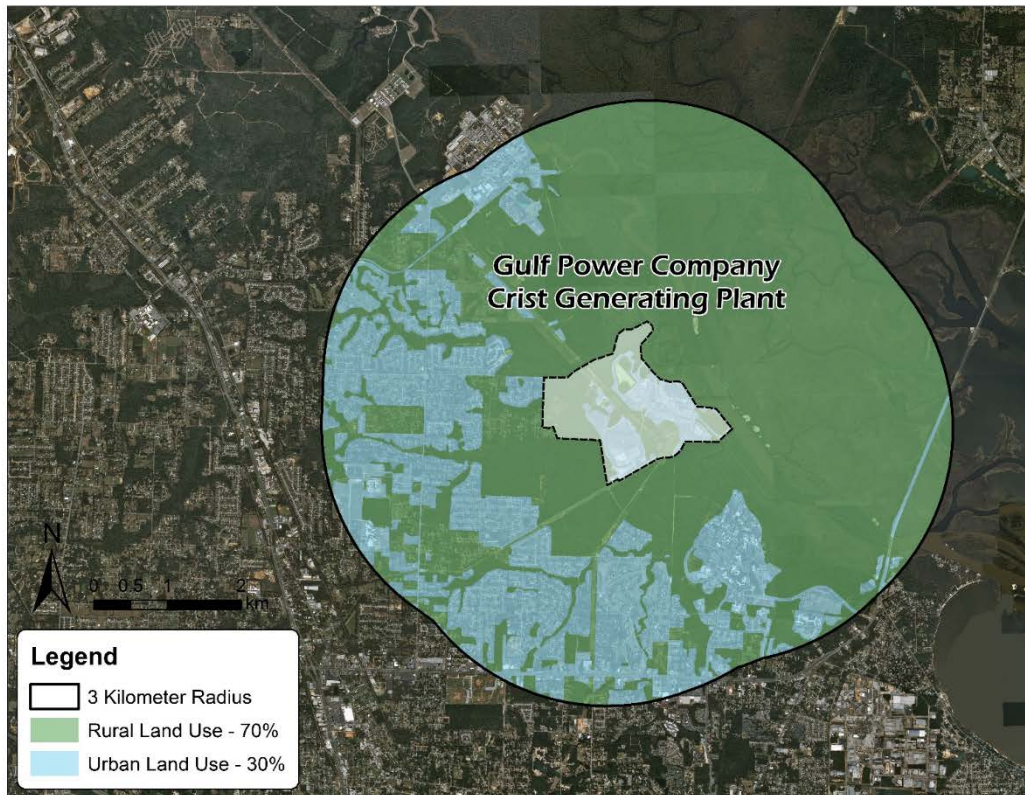 Gulf Power Company
Crist Generating Plant
N
0 0.5 1 2
km
Legend
3 Kilometer Radius
Rural Land Use - 70%
Urban Land Use - 30%